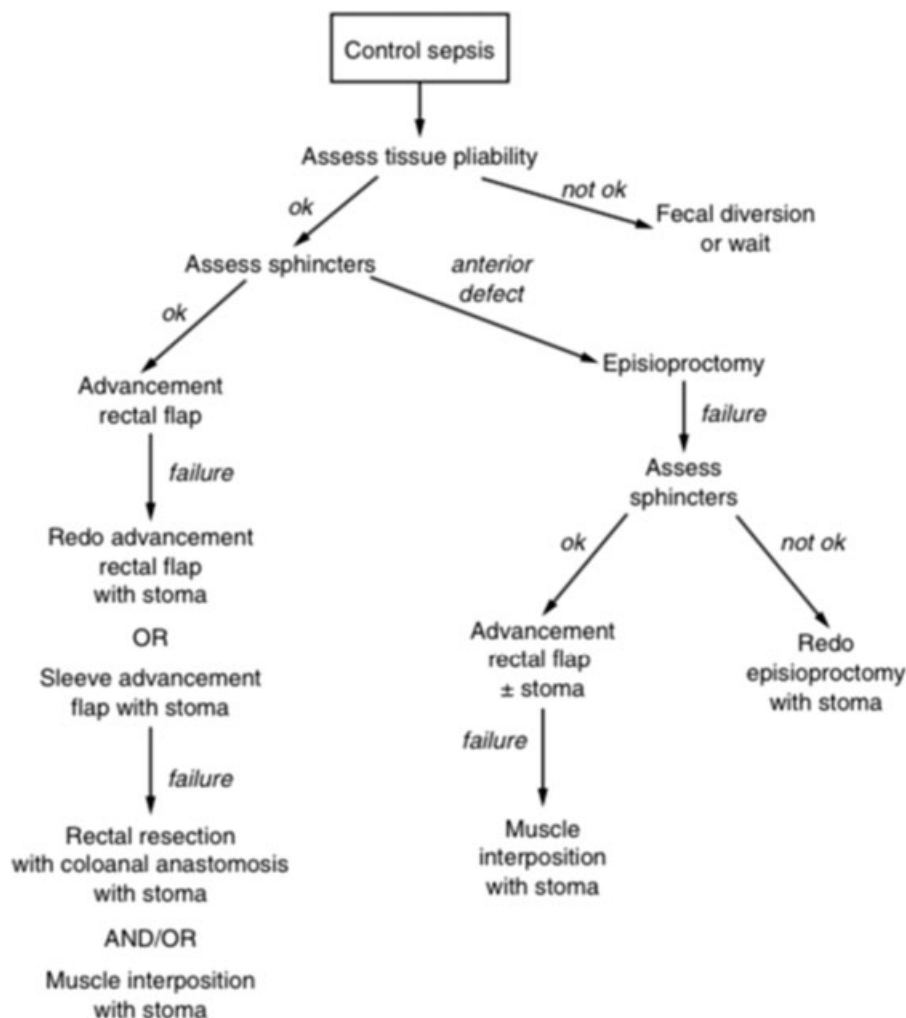 Control sepsis
Assess tissue pliability
ok
not ok
Fecal diversion
or wait
Assess sphincters
anterior
defect
ok
Episioproctomy
Advancement
rectal flap
failure
failure
Assess
sphincters
Redo advancement
rectal flap
with stoma
ok
not ok
OR
Advancement
rectal flap
± stoma
Redo
episioproctomy
with stoma
Sleeve advancement
flap with stoma
failure
failure
Rectal resection
with coloanal anastomosis
with stoma
Muscle
interposition
with stoma
AND/OR
Muscle interposition
with stoma